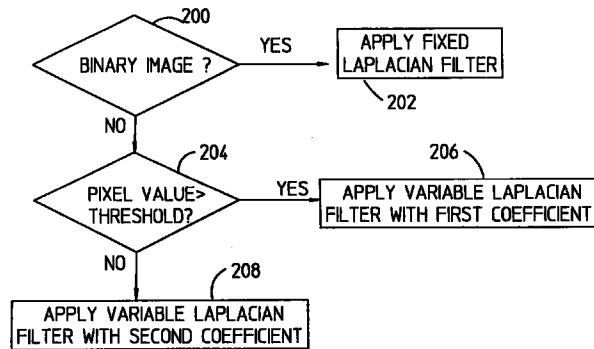 200
BINARY IMAGE ?
YES
APPLY FIXED
LAPLACIAN FILTER
202
NO
204
PIXEL VALUE>
THRESHOLD?
YES
206
APPLY VARIABLE LAPLACIAN
FILTER WITH FIRST COEFFICIENT
NO
208
APPLY VARIABLE LAPLACIAN
FILTER WITH SECOND COEFFICIENT